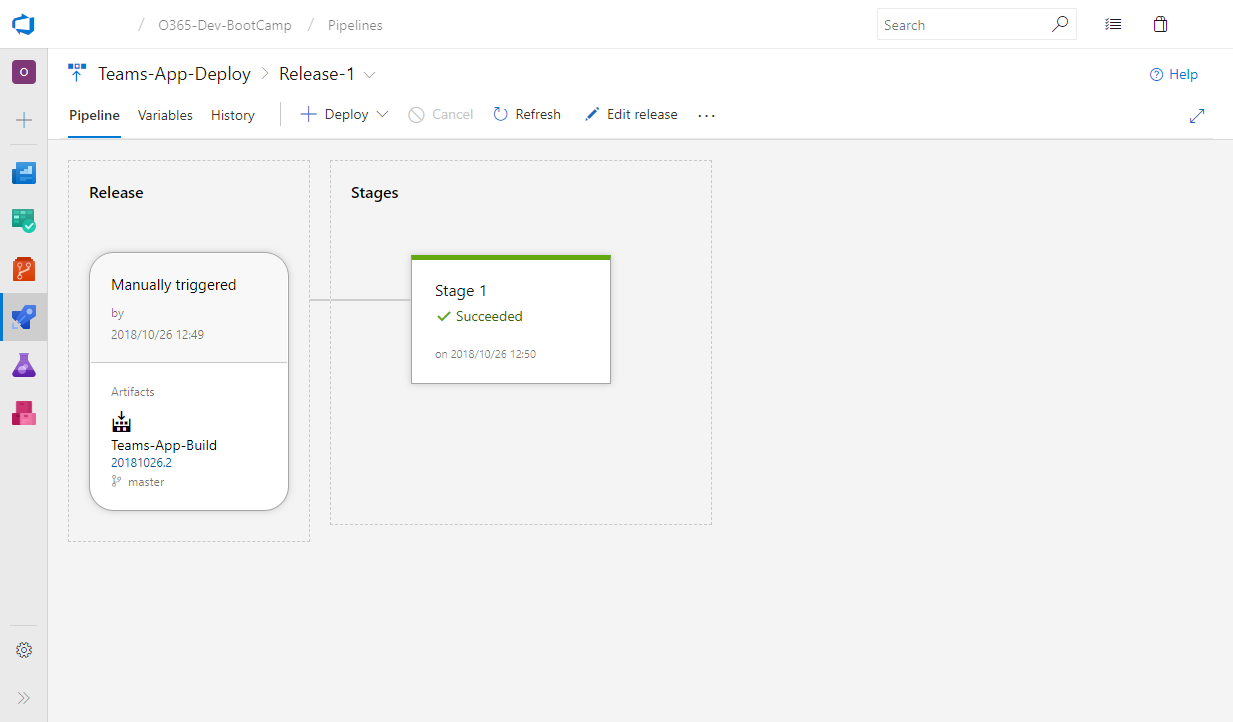 / O365-Dev-BootCamp / Pipelines
Search
O
Teams-App-Deploy > Release-1
Help
Pipeline Variables History Deploy Cancel Refresh Edit release ...
Release
Stages
Manually triggered
by
2018/10/26 12:49
Stage 1
Succeeded
on 2018/10/26 12:50
Artifacts
Teams-App-Build
20181026.2
master